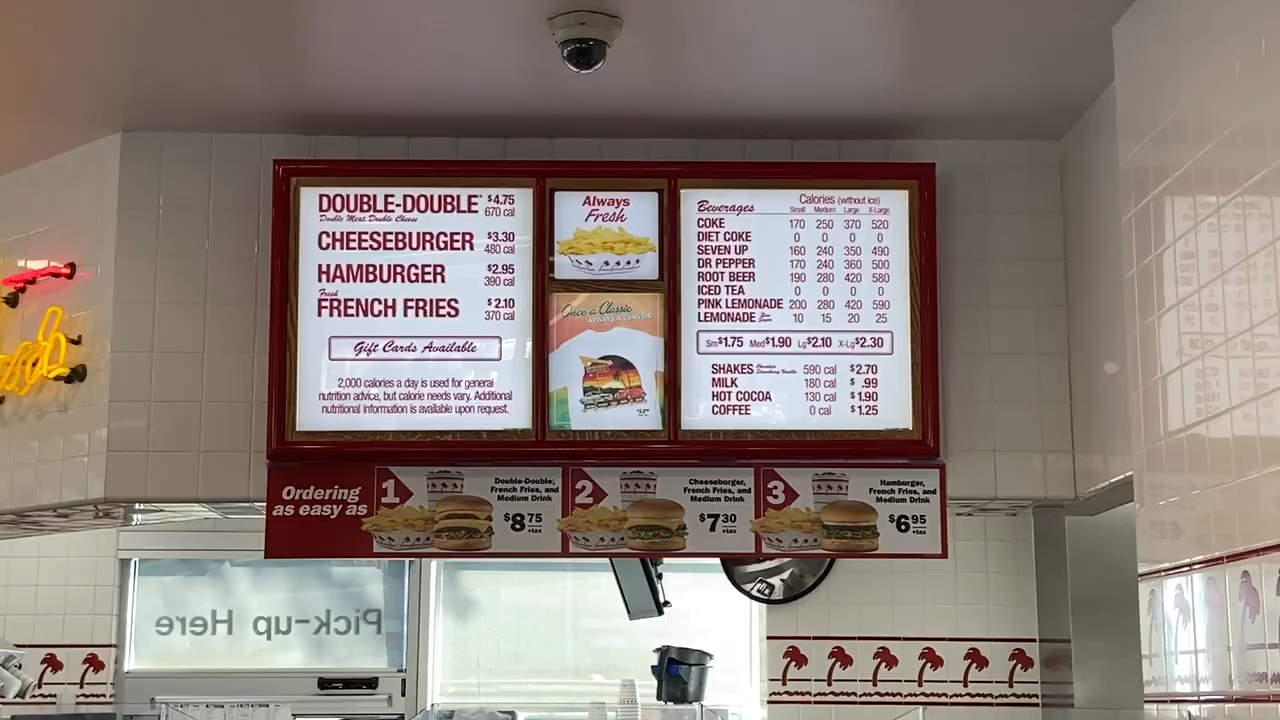 DOUBLE-DOUBLE® $4.75
Double Meat Double Cheese 670 cal
CHEESEBURGER $3.30
480 cal
HAMBURGER $2.95
390 cal
Fresh
FRENCH FRIES $2.10
370 cal
Gift Cards Available
2,000 calories a day is used for general
nutrition advice, but calorie needs vary. Additional
nutritional information is available upon request.
Always
Fresh
Once a Classic
ALWAYS A CLASSIC
Beverages Calories (without ice)
Small Medium Large X-Large
COKE 170 250 370 520
DIET COKE 0 0 0 0
SEVEN UP 160 240 350 490
DR PEPPER 170 240 360 500
ROOT BEER 190 280 420 580
ICED TEA 0 0 0 0
PINK LEMONADE 200 280 420 590
LEMONADE Zero Sugar 10 15 20 25
Sm$1.75 Med$1.90 Lg$2.10 X-Lg$2.30
SHAKES Chocolate Strawberry Vanilla 590 cal $2.70
MILK 180 cal $ .99
HOT COCOA 130 cal $1.90
COFFEE 0 cal $1.25
Ordering
as easy as
1
Double-Double,
French Fries, and
Medium Drink
$8 75
+tax
2
Cheeseburger,
French Fries, and
Medium Drink
$7 30
+tax
3
Hamburger,
French Fries, and
Medium Drink
$6 95
+tax
Pick-up Here